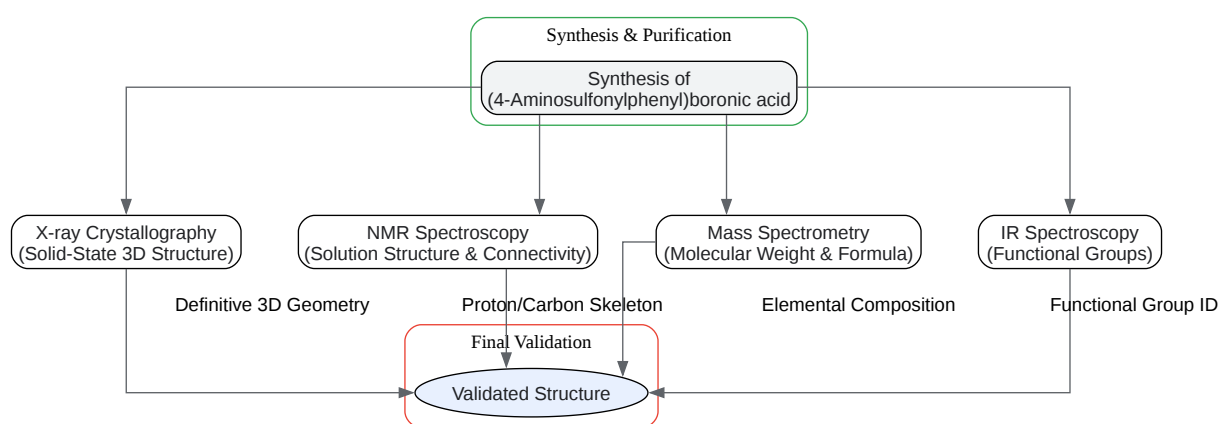 Synthesis & Purification
Synthesis of
(4-Aminosulfonylphenyl)boronic acid
X-ray Crystallography
(Solid-State 3D Structure)
NMR Spectroscopy
(Solution Structure & Connectivity)
Mass Spectrometry
(Molecular Weight & Formula)
IR Spectroscopy
(Functional Groups)
Definitive 3D Geometry
Proton/Carbon Skeleton
Elemental Composition
Functional Group ID
Final Validation
Validated Structure